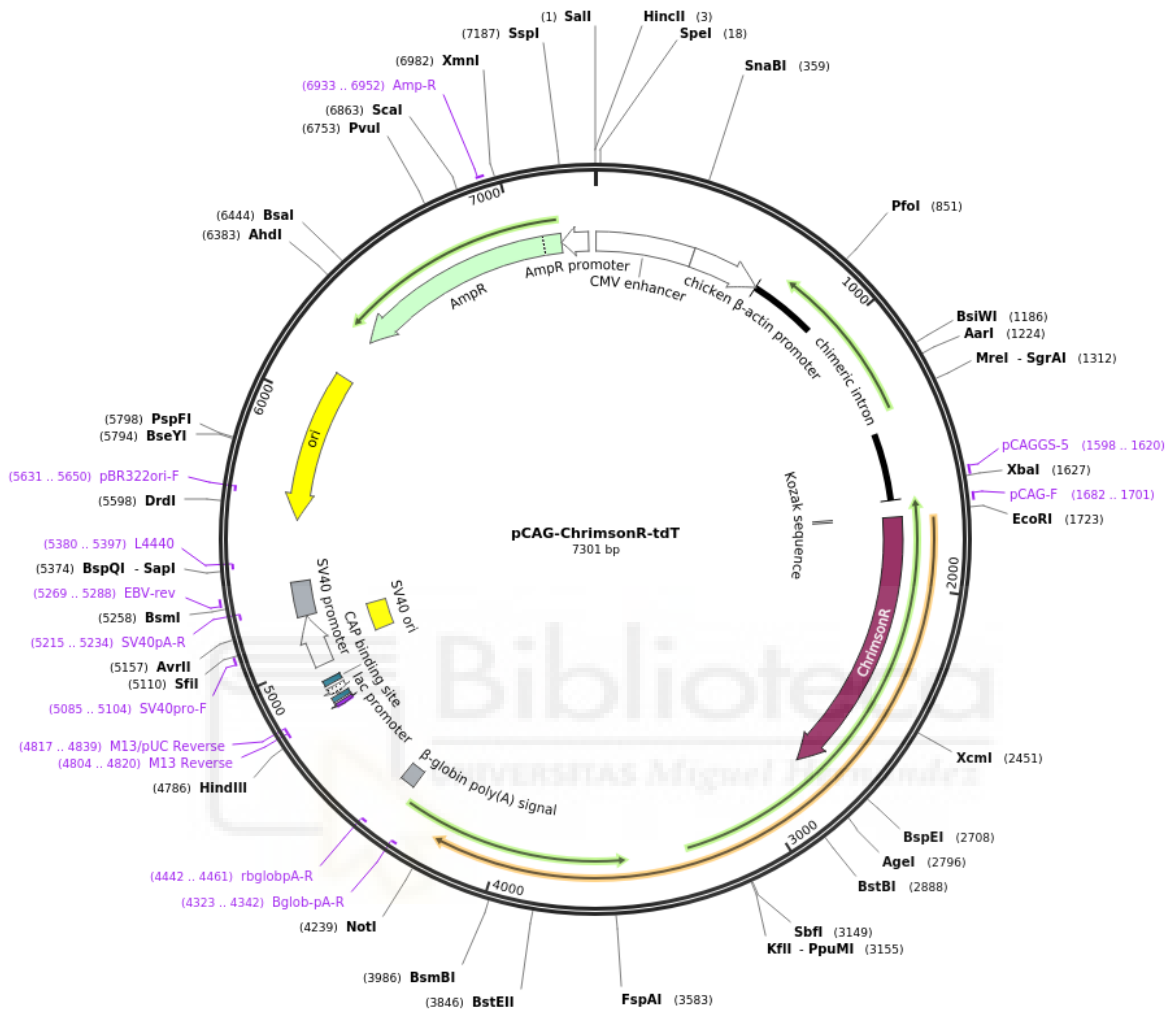 (1) SalI
HincII (3)
SpeI (18)
(7187) SspI
SnaBI (359)
(6982) XmnI
(6933 .. 6952) Amp-R
(6863) ScaI
(6753) PvuI
7000
PfoI (851)
(6444) BsaI
(6383) AhdI
AmpR promoter
CMV enhancer
AmpR
chicken β-actin promoter
1000
BsiWI (1186)
AarI (1224)
MreI - SgrAI (1312)
chimeric intron
6000
(5798) PspFI
(5794) BseYI
ori
pCAGGS-5 (1598 .. 1620)
XbaI (1627)
(5631 .. 5650) pBR322ori-F
(5598) DrdI
pCAG-F (1682 .. 1701)
EcoRI (1723)
Kozak sequence
pCAG-ChrimsonR-tdT
7301 bp
(5380 .. 5397) L4440
(5374) BspQI - SapI
(5269 .. 5288) EBV-rev
(5258) BsmI
(5215 .. 5234) SV40pA-R
(5157) AvrII
(5110) SfiI
(5085 .. 5104) SV40pro-F
2000
SV40 promoter
SV40 ori
CAP binding site
lac promoter
ChrimsonR
5000
Biblioteca
UNIVERSITAS Miguel Hernández
(4817 .. 4839) M13/pUC Reverse
(4804 .. 4820) M13 Reverse
(4786) HindIII
β-globin poly(A) signal
XcmI (2451)
3000
BspEI (2708)
AgeI (2796)
BstBI (2888)
(4442 .. 4461) rbglobpA-R
(4323 .. 4342) Bglob-pA-R
4000
(4239) NotI
SbfI (3149)
KflI - PpuMI (3155)
(3986) BsmBI
(3846) BstEII
FspAI (3583)